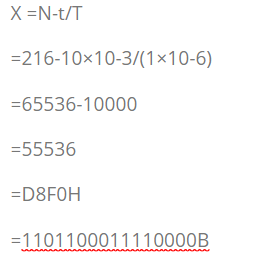 X =N-t/T
=216-10×10-3/(1×10-6)
=65536-10000
=55536
=D8F0H
=1101100011110000B